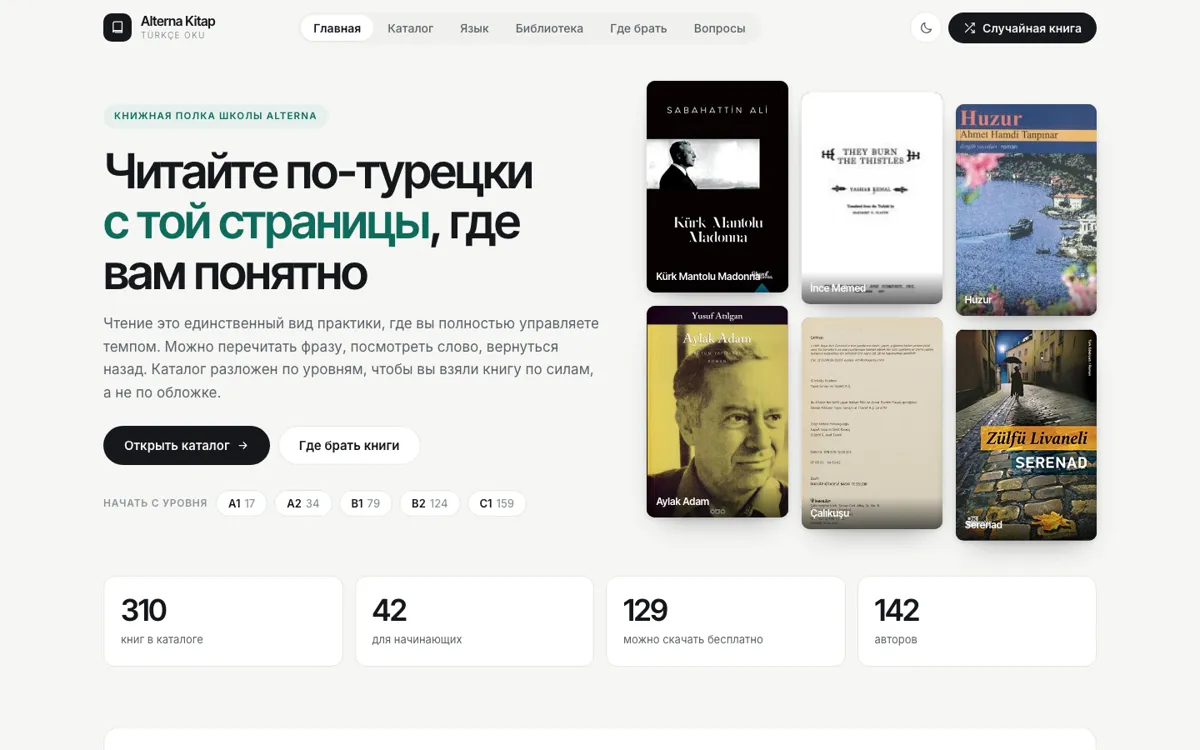 Alterna Kitap
TÜRKÇE OKU
Главная
Каталог
Язык
Библиотека
Где брать
Вопросы
Случайная книга
КНИЖНАЯ ПОЛКА ШКОЛЫ ALTERNA
Читайте по-турецки
с той страницы, где
вам понятно
Чтение это единственный вид практики, где вы полностью управляете
темпом. Можно перечитать фразу, посмотреть слово, вернуться
назад. Каталог разложен по уровням, чтобы вы взяли книгу по силам,
а не по обложке.
Открыть каталог →
Где брать книги
НАЧАТЬ С УРОВНЯ
A1 17
A2 34
B1 79
B2 124
C1 159
SABAHATTİN ALİ
Kürk Mantolu
Madonna
Kürk Mantolu Madonna
THEY BURN
THE THISTLES
YASHAR KEMAL
İnce Memed
Huzur
Ahmet Hamdi Tanpınar
Huzur
Yusuf Atılgan
Aylak Adam
Aylak Adam
Çalıkuşu
Zülfü Livaneli
SERENAD
Serenad
310
книг в каталоге
42
для начинающих
129
можно скачать бесплатно
142
авторов